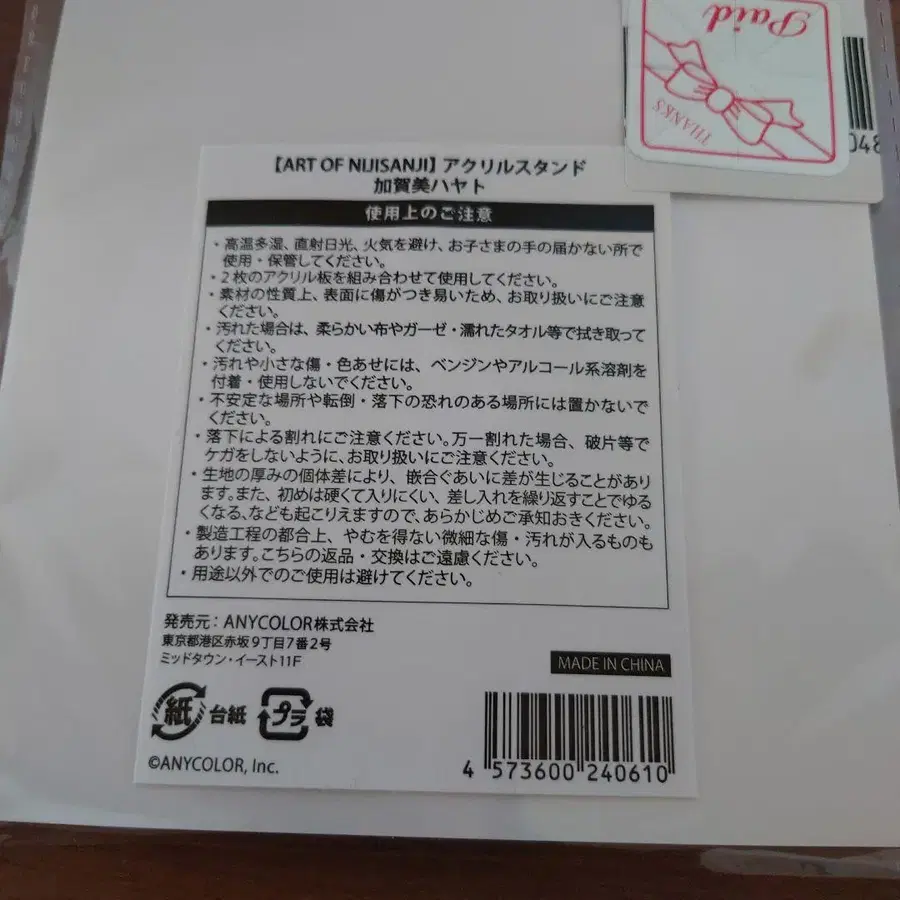 Paid
THANKS
048
【ART OF NIJISANJI】アクリルスタンド
加賀美ハヤト
使用上のご注意
・高温多湿、直射日光、火気を避け、お子さまの手の届かない所で
使用・保管してください。
・2枚のアクリル板を組み合わせて使用してください。
・素材の性質上、表面に傷がつき易いため、お取り扱いにご注意
ください。
・汚れた場合は、柔らかい布やガーゼ・濡れたタオル等で拭き取って
ください。
・汚れや小さな傷・色あせには、ベンジンやアルコール系溶剤を
付着・使用しないでください。
・不安定な場所や転倒・落下の恐れのある場所には置かないで
ください。
・落下による割れにご注意ください。万一割れた場合、破片等で
ケガをしないように、お取り扱いにご注意ください。
・生地の厚みの個体差により、嵌合ぐあいに差が生じることがあり
ます。また、初めは硬くて入りにくい、差し入れを繰り返すことでゆる
くなる、なども起こりえますので、あらかじめご承知おきください。
・製造工程の都合上、やむを得ない微細な傷・汚れが入るものも
あります。こちらの返品・交換はご遠慮ください。
・用途以外でのご使用は避けてください。
発売元：ANYCOLOR株式会社
東京都港区赤坂9丁目7番2号
ミッドタウン・イースト11F
MADE IN CHINA
紙 台紙 プラ 袋
©ANYCOLOR, Inc.
4 573600 240610